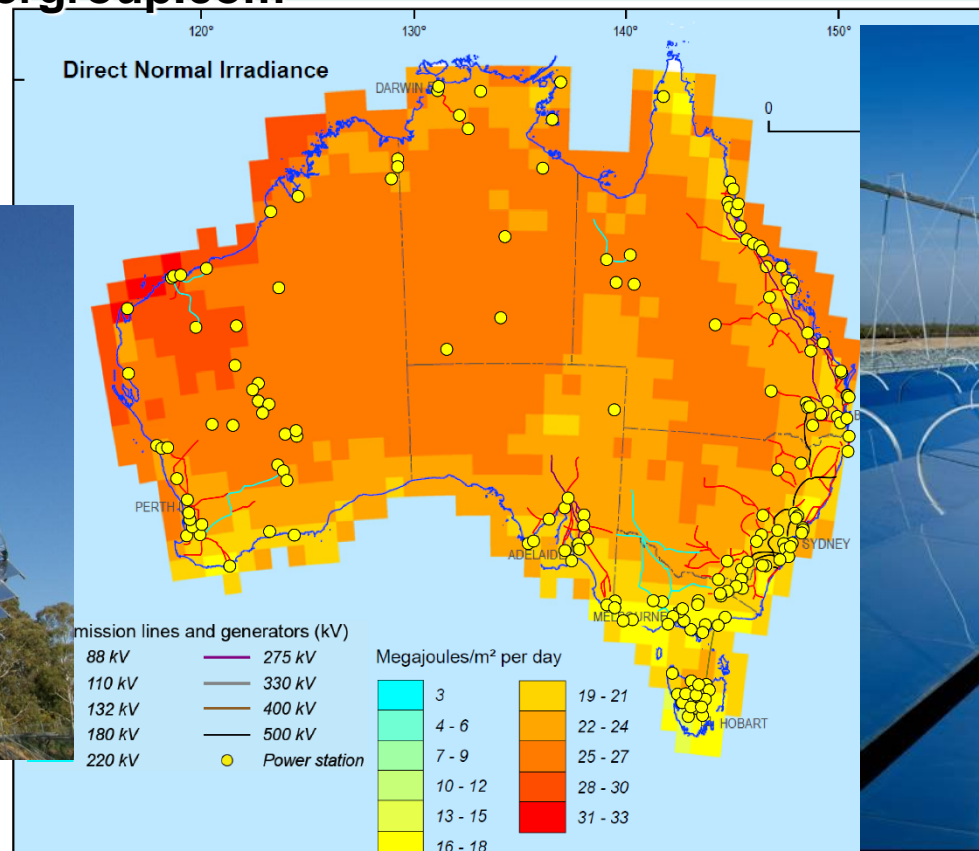 ergroup.com
120° 130° 140° 150°
Direct Normal Irradiance
DARWIN
0
PERTH
ADELAIDE
SYDNEY
MELBOURNE
HOBART
mission lines and generators (kV)
88 kV
110 kV
132 kV
180 kV
220 kV
275 kV
330 kV
400 kV
500 kV
Power station
Megajoules/m² per day
3
4 - 6
7 - 9
10 - 12
13 - 15
16 - 18
19 - 21
22 - 24
25 - 27
28 - 30
31 - 33